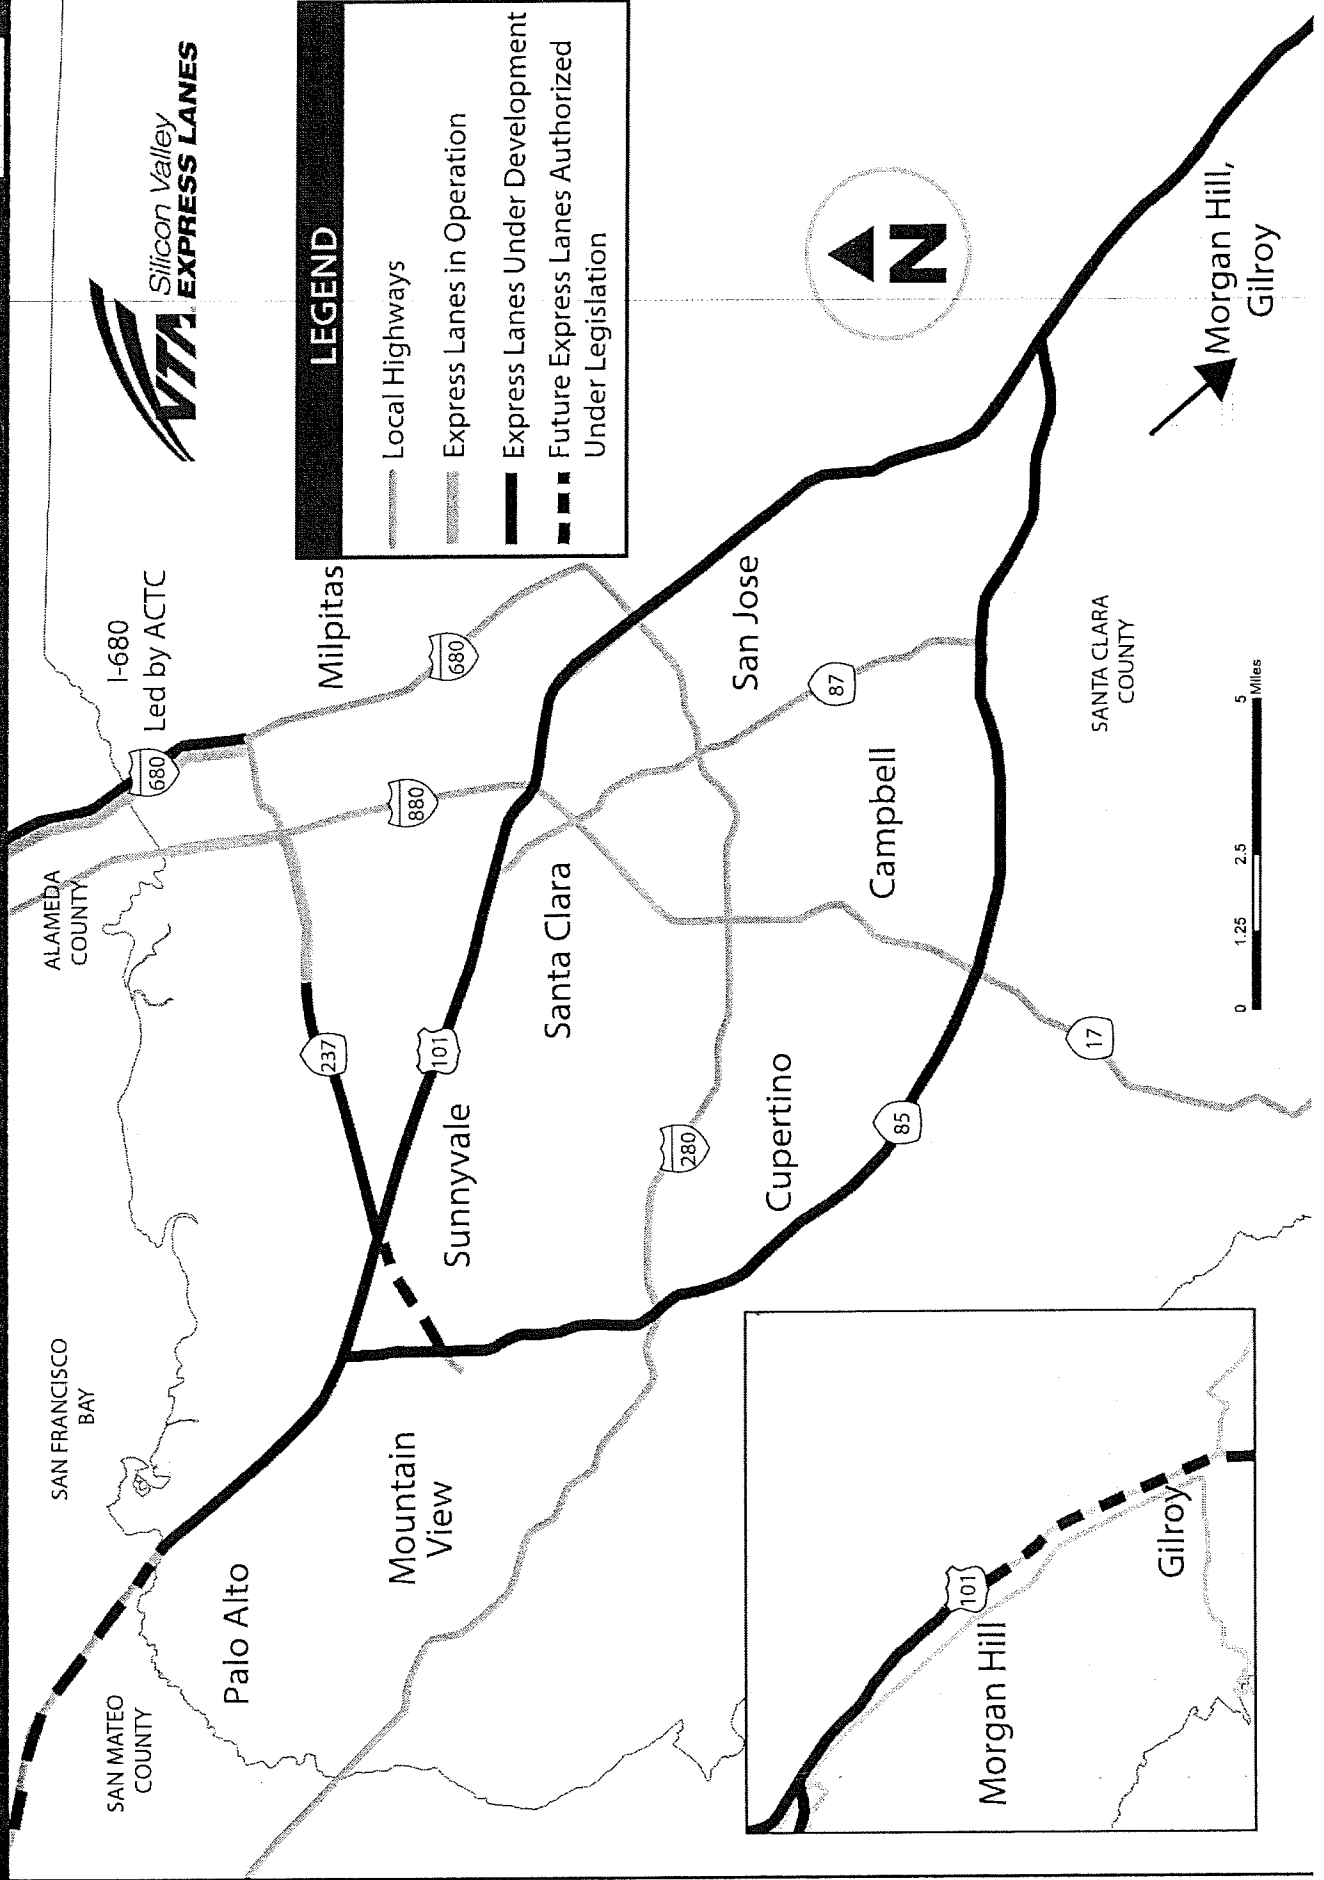 VTA Silicon Valley
EXPRESS LANES
LEGEND
Local Highways
Express Lanes in Operation
Express Lanes Under Development
Future Express Lanes Authorized
Under Legislation
SAN FRANCISCO
BAY
ALAMEDA
COUNTY
I-680
Led by ACTC
680
SAN MATEO
COUNTY
Palo Alto
Mountain
View
237
880
Milpitas
680
101
Sunnyvale
Santa Clara
280
Cupertino
San Jose
87
Campbell
85
17
SANTA CLARA
COUNTY
N
Morgan Hill,
Gilroy
0 1.25 2.5 5
Miles
101
Morgan Hill
Gilroy